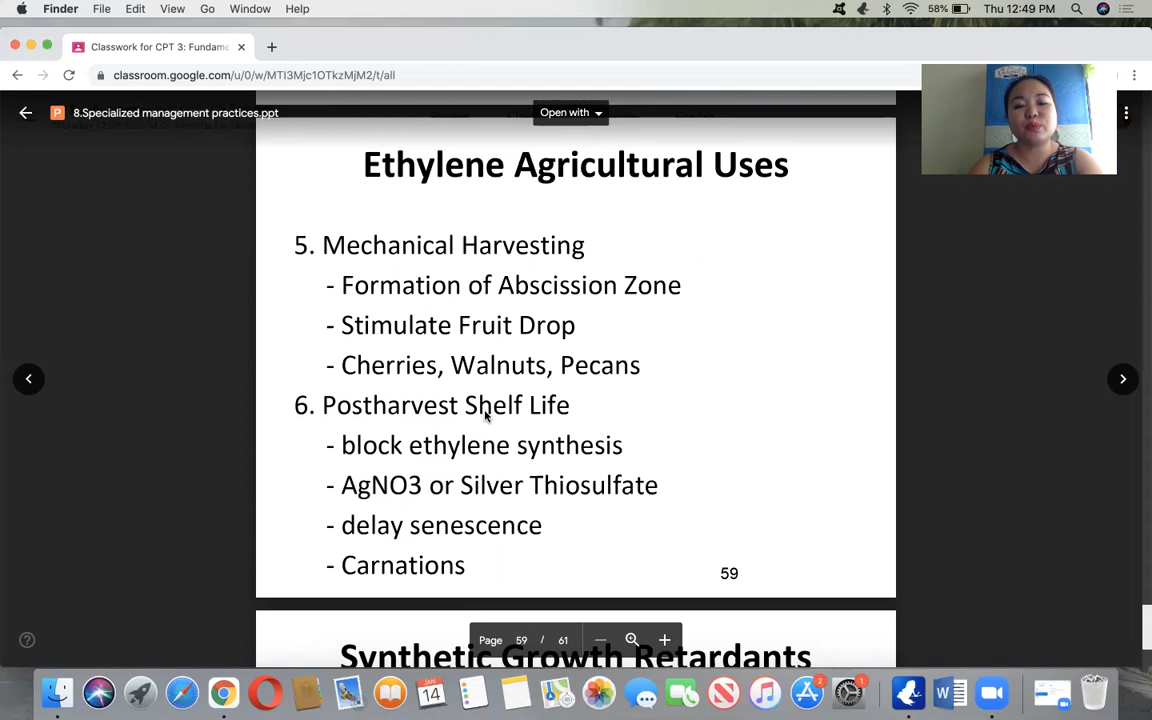 Finder File Edit View Window Help 58% Thu 12:49 PM
Classwork for CPT 3: Fundame
classroom.google.com/u/0/w/MTI3Mjc1OTkzMjM2/t/all
P 8.Specialized management practices.ppt Open with
Ethylene Agricultural Uses
5. Mechanical Harvesting
- Formation of Abscission Zone
- Stimulate Fruit Drop
- Cherries, Walnuts, Pecans
6. Postharvest Shelf Life
- block ethylene synthesis
- AgNO3 or Silver Thiosulfate
- delay senescence
- Carnations
59
Page 59 / 61
Synthetic Growth Retardants
JAN
14
2
1